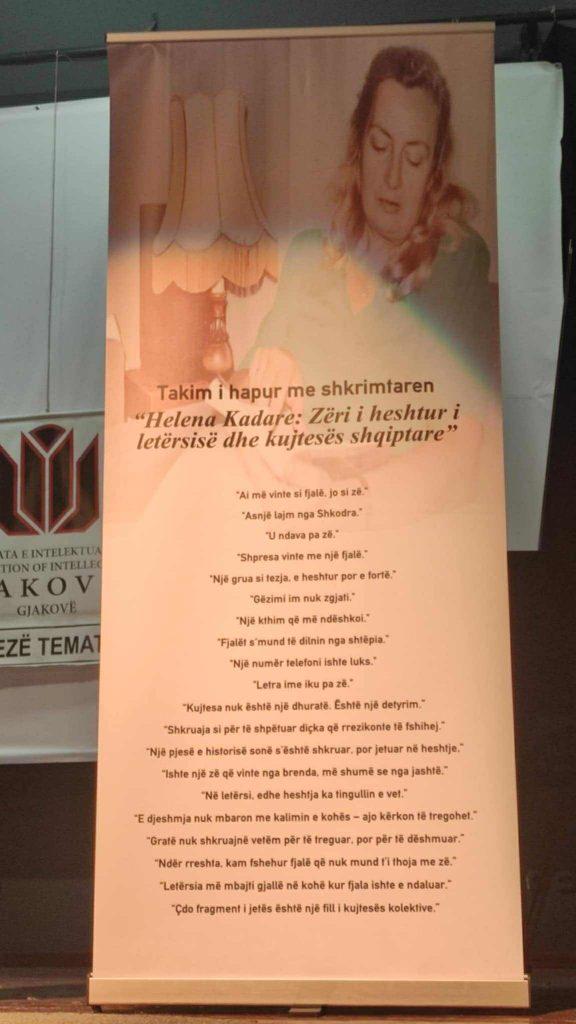 Takim i hapur me shkrimtaren
“Helena Kadare: Zëri i heshtur i
letërsisë dhe kujtesës shqiptare”
"Ai më vinte si fjalë, jo si zë."
"Asnjë lajm nga Shkodra."
"U ndava pa zë."
"Shpresa vinte me një fjalë."
"Një grua si tezja, e heshtur por e fortë."
"Gëzimi im nuk zgjati."
"Një kthim që më ndëshkoi."
"Fjalët s'mund të dilnin nga shtëpia."
"Një numër telefoni ishte luks."
"Letra ime iku pa zë."
"Kujtesa nuk është një dhuratë. Është një detyrim."
"Shkruaja si për të shpëtuar diçka që rrezikonte të fshihej."
"Një pjesë e historisë sonë s'është shkruar, por jetuar në heshtje."
"Ishte një zë që vinte nga brenda, më shumë se nga jashtë."
"Në letërsi, edhe heshtja ka tingullin e vet."
"E djeshmja nuk mbaron me kalimin e kohës – ajo kërkon të tregohet."
"Gratë nuk shkruajnë vetëm për të treguar, por për të dëshmuar."
"Ndër rreshta, kam fshehur fjalë që nuk mund t'i thoja me zë."
"Letërsia më mbajti gjallë në kohë kur fjala ishte e ndaluar."
"Çdo fragment i jetës është një fill i kujtesës kolektive."
ATA E INTELEKTUA
TION OF INTELLEC
AKOV
GJAKOVË
EZË TEMAT